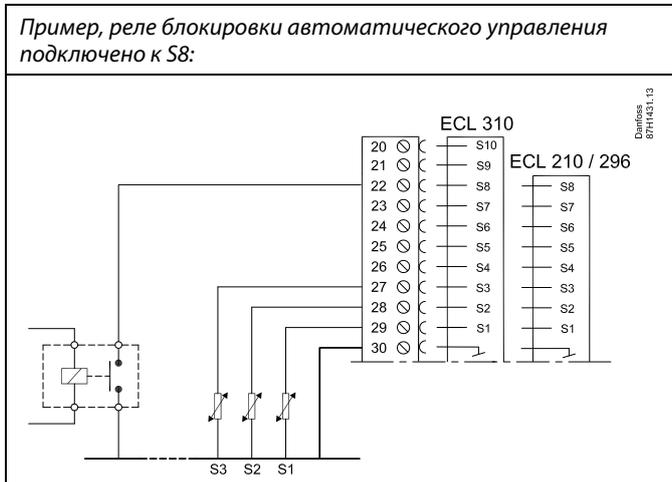 Пример, реле блокировки автоматического управления
подключено к S8:
Danfoss
87H1431.13
ECL 310
ECL 210 / 296
20 S10
21 S9
22 S8 S8
23 S7 S7
24 S6 S6
25 S5 S5
26 S4 S4
27 S3 S3
28 S2 S2
29 S1 S1
30
S3 S2 S1